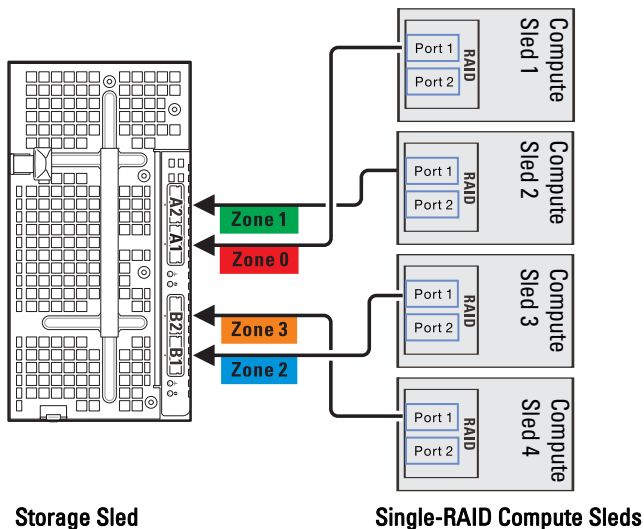 A2
A1
B2
B1
Zone 1
Zone 0
Zone 3
Zone 2
Port 1
Port 2
RAID
Compute
Sled 1
Port 1
Port 2
RAID
Compute
Sled 2
Port 1
Port 2
RAID
Compute
Sled 3
Port 1
Port 2
RAID
Compute
Sled 4
Storage Sled
Single-RAID Compute Sleds